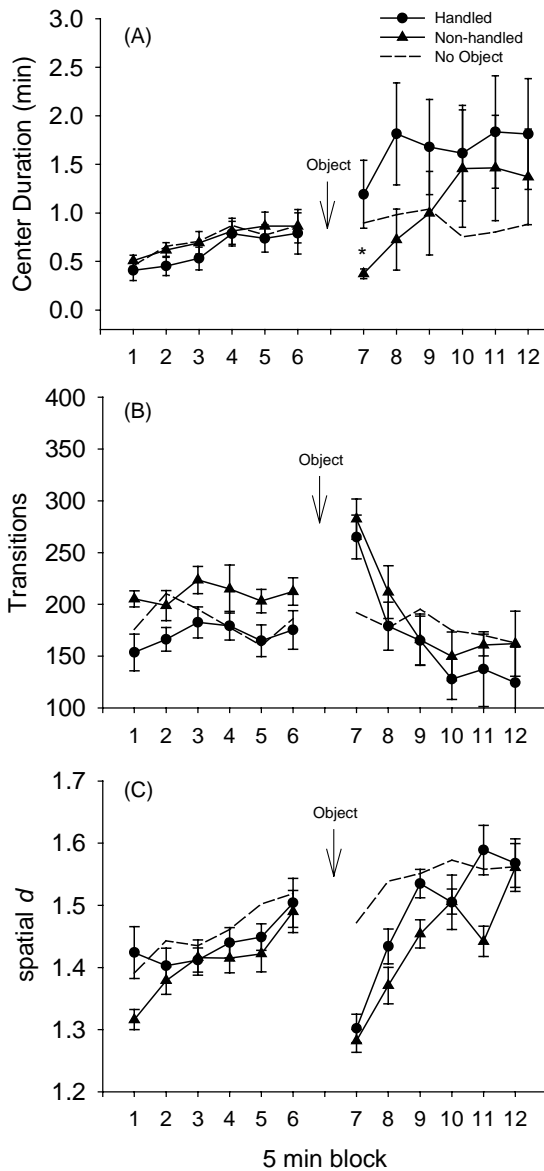 (A)
Handled
Non-handled
No Object
Center Duration (min)
3.0
2.5
2.0
1.5
1.0
0.5
0.0
Object
*
1 2 3 4 5 6 7 8 9 10 11 12
(B)
Transitions
400
350
300
250
200
150
100
Object
1 2 3 4 5 6 7 8 9 10 11 12
(C)
spatial d
1.7
1.6
1.5
1.4
1.3
1.2
Object
1 2 3 4 5 6 7 8 9 10 11 12
5 min block